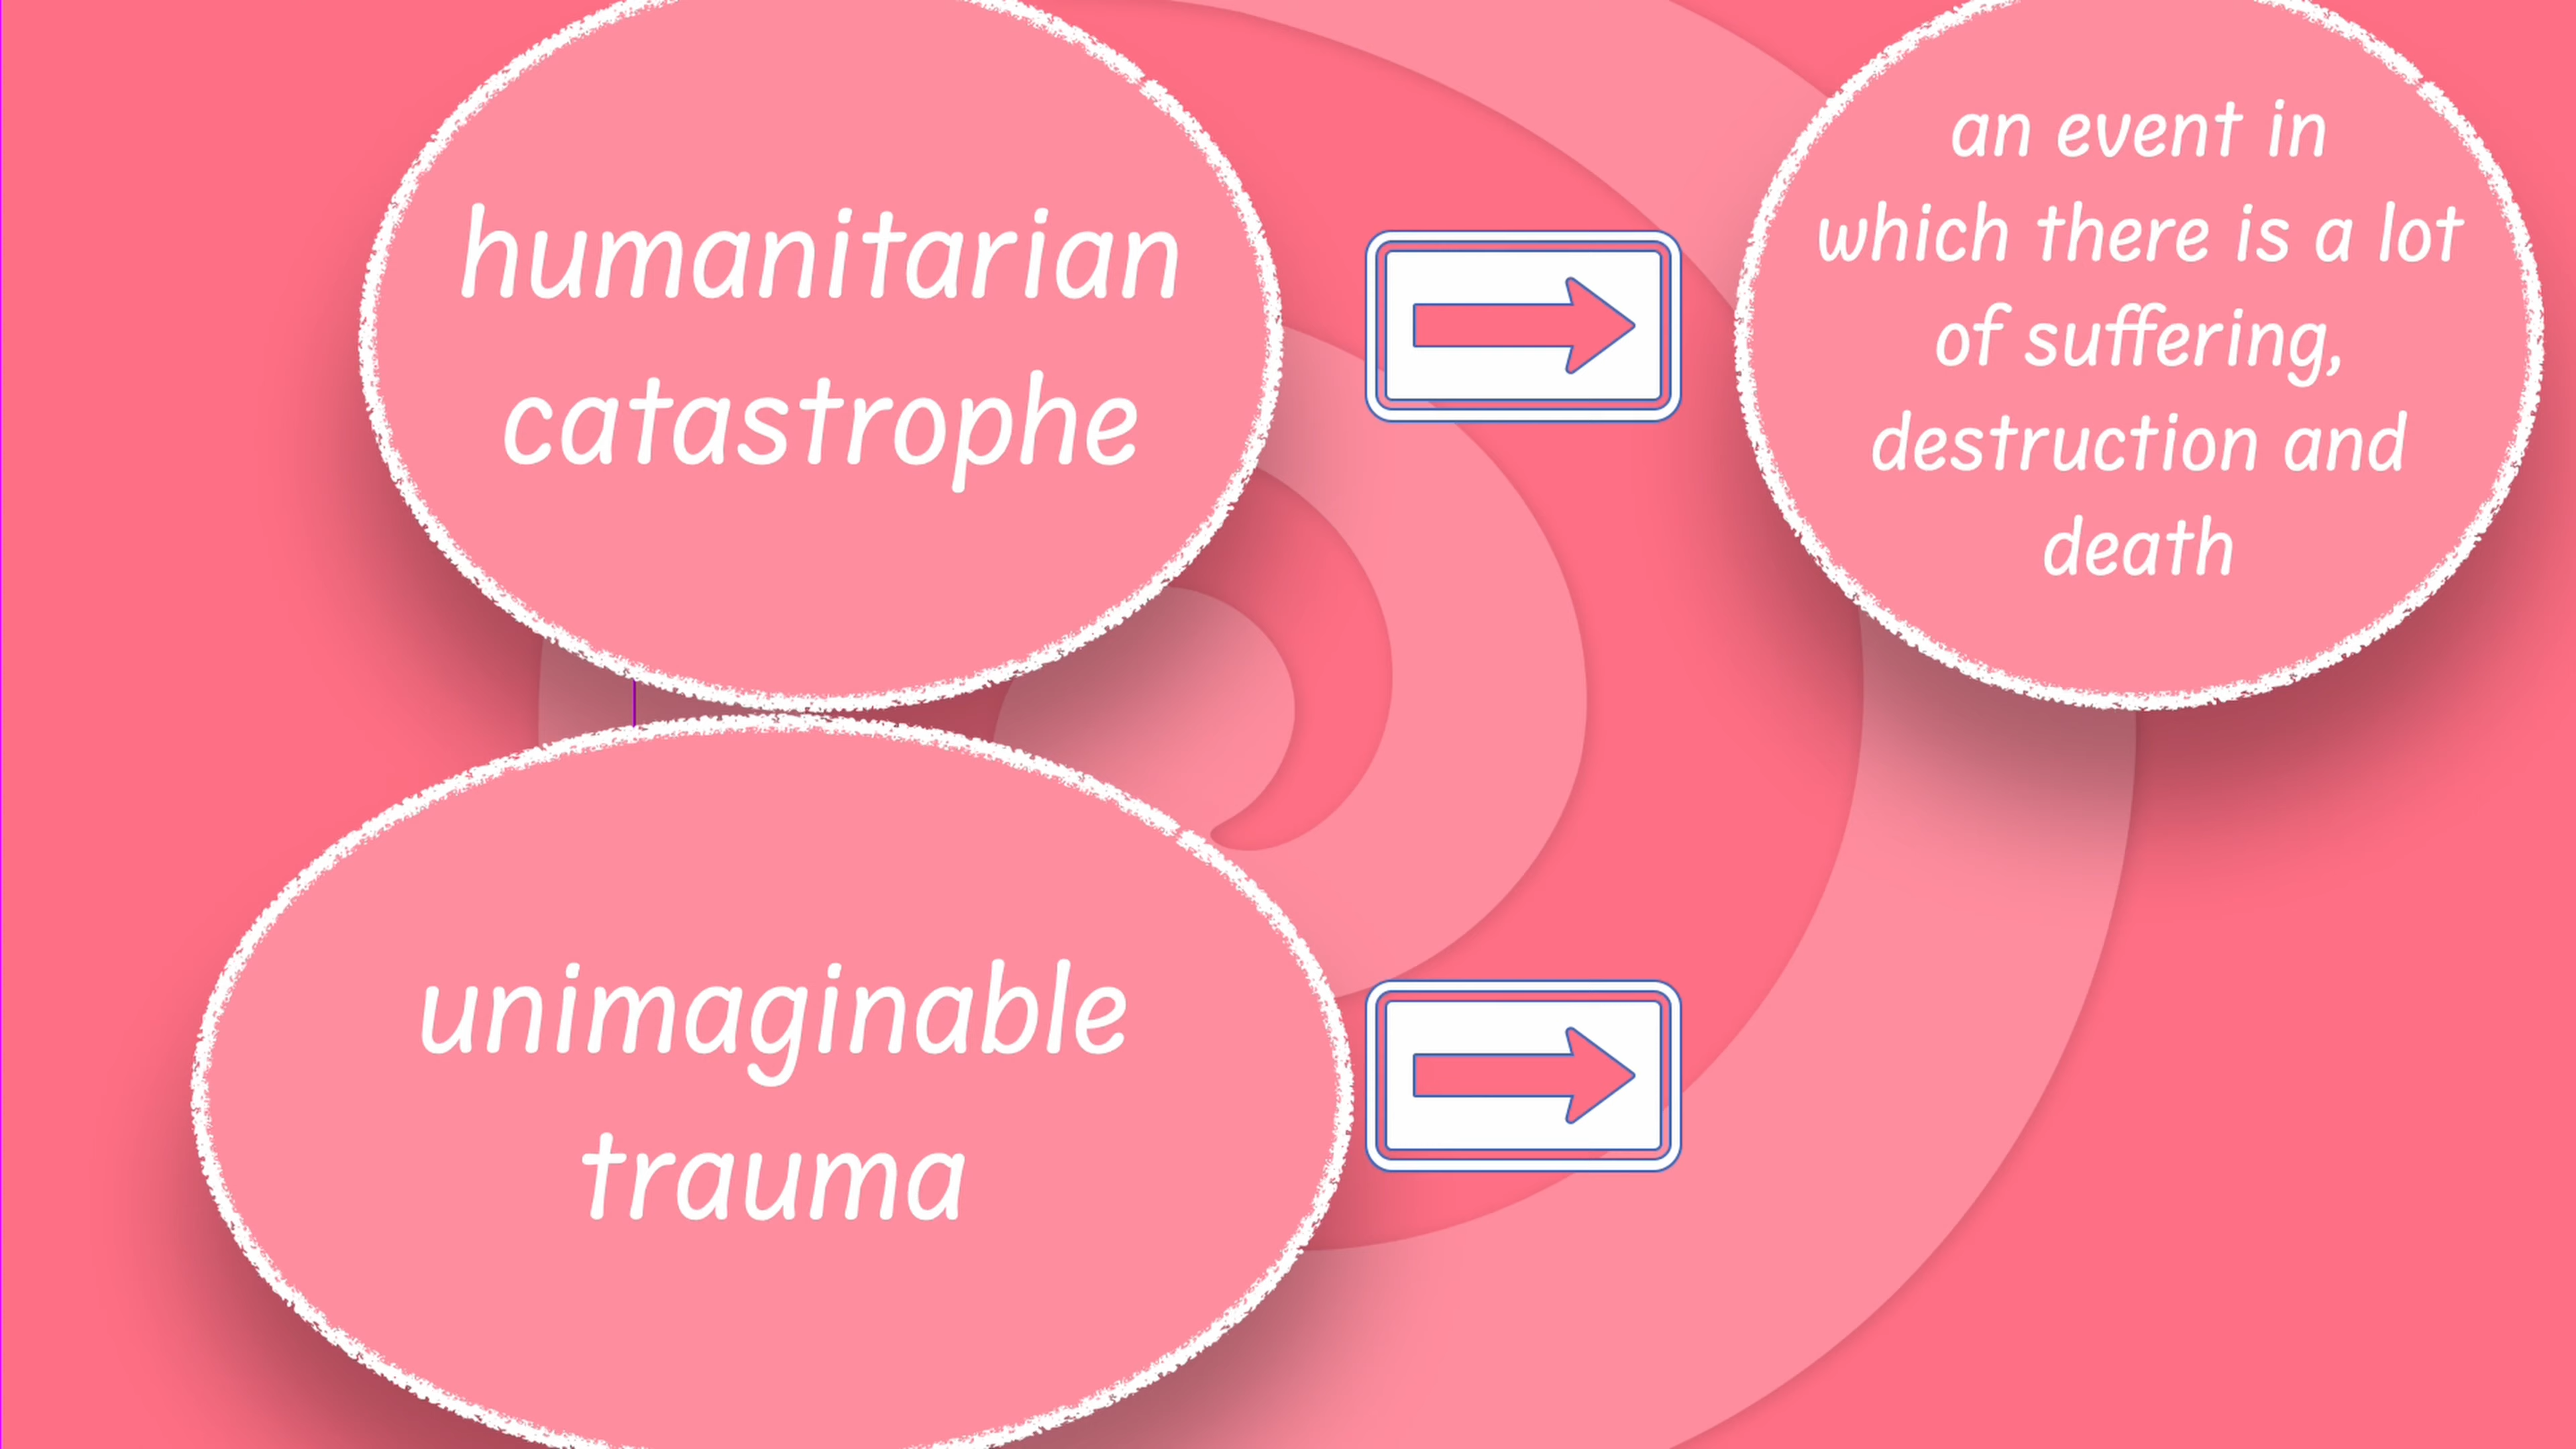 humanitarian
catastrophe
an event in
which there is a lot
of suffering,
destruction and
death
unimaginable
trauma